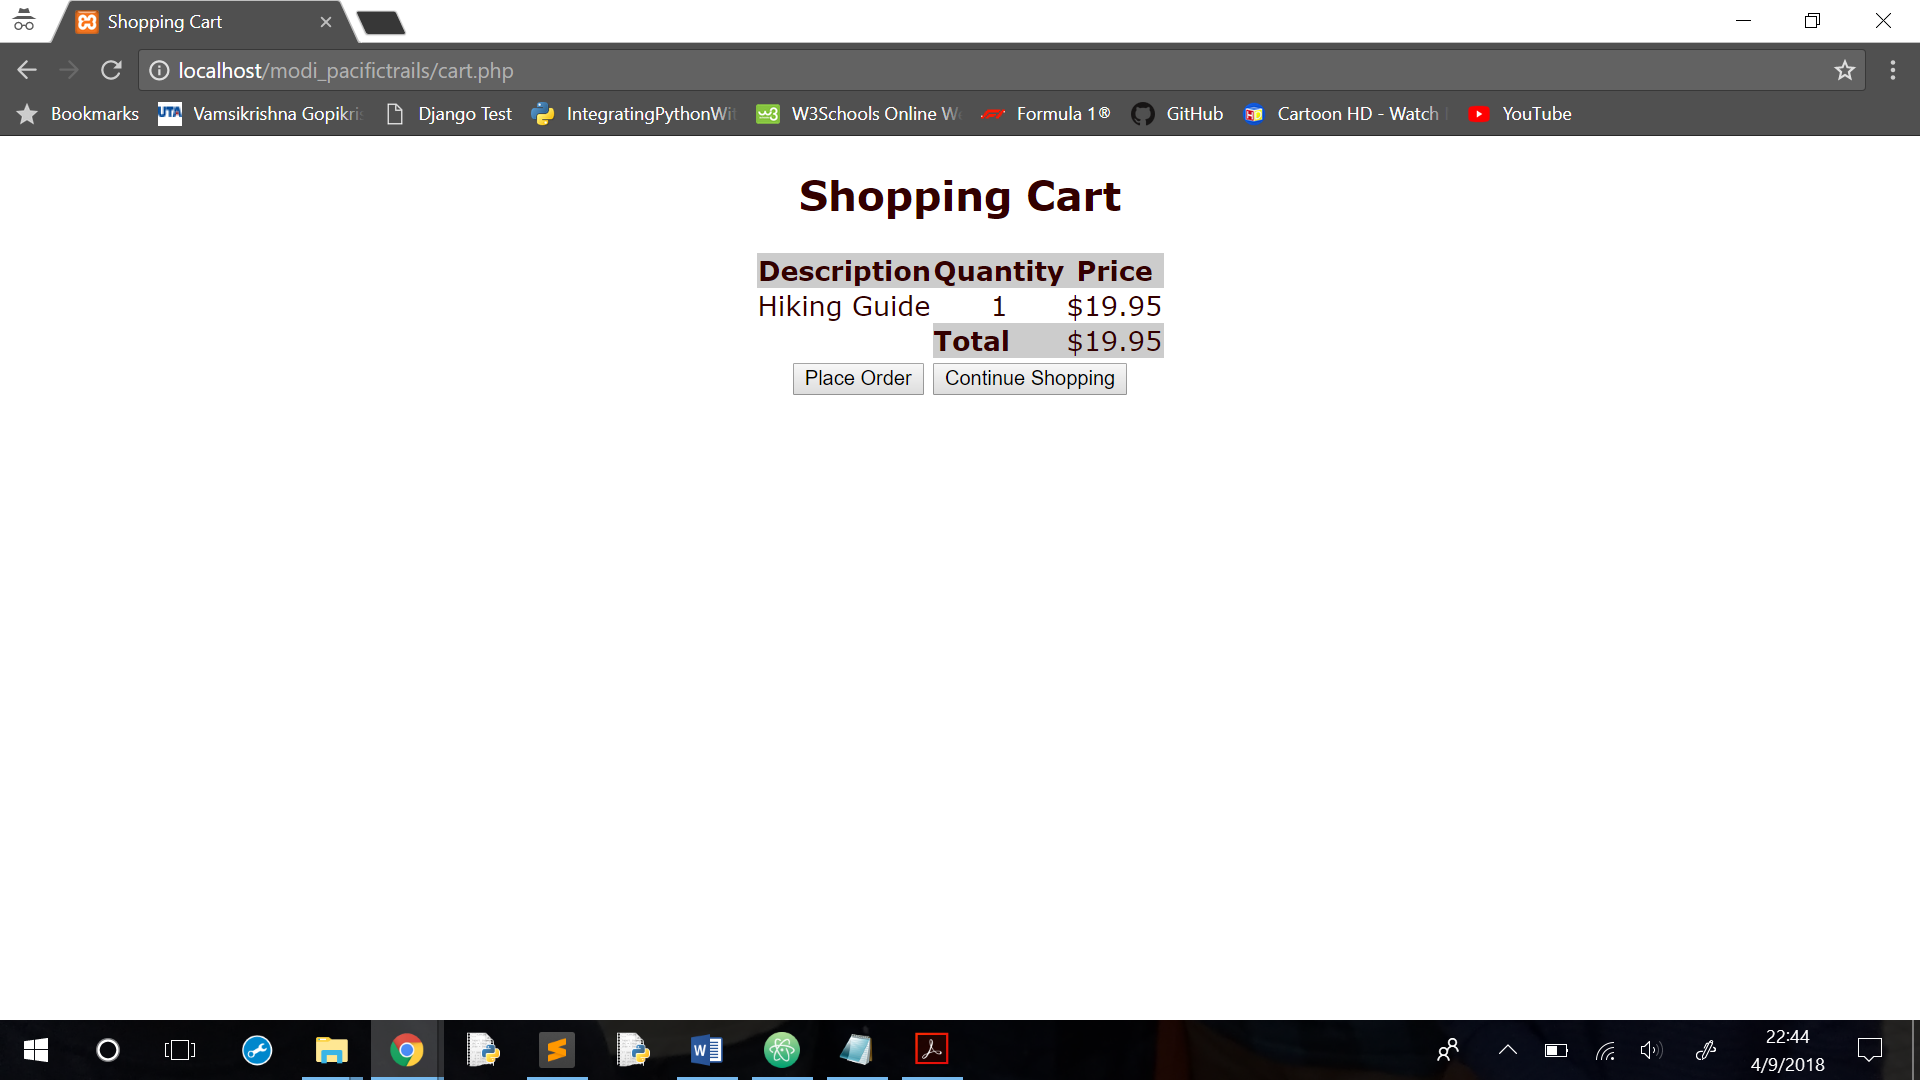 Shopping Cart
localhost/modi_pacifictrails/cart.php
Bookmarks UTA Vamsikrishna Gopikri Django Test IntegratingPythonWi W3Schools Online W Formula 1® GitHub Cartoon HD - Watch YouTube
Shopping Cart
Description Quantity Price
Hiking Guide 1 $19.95
Total $19.95
Place Order Continue Shopping
22:44
4/9/2018